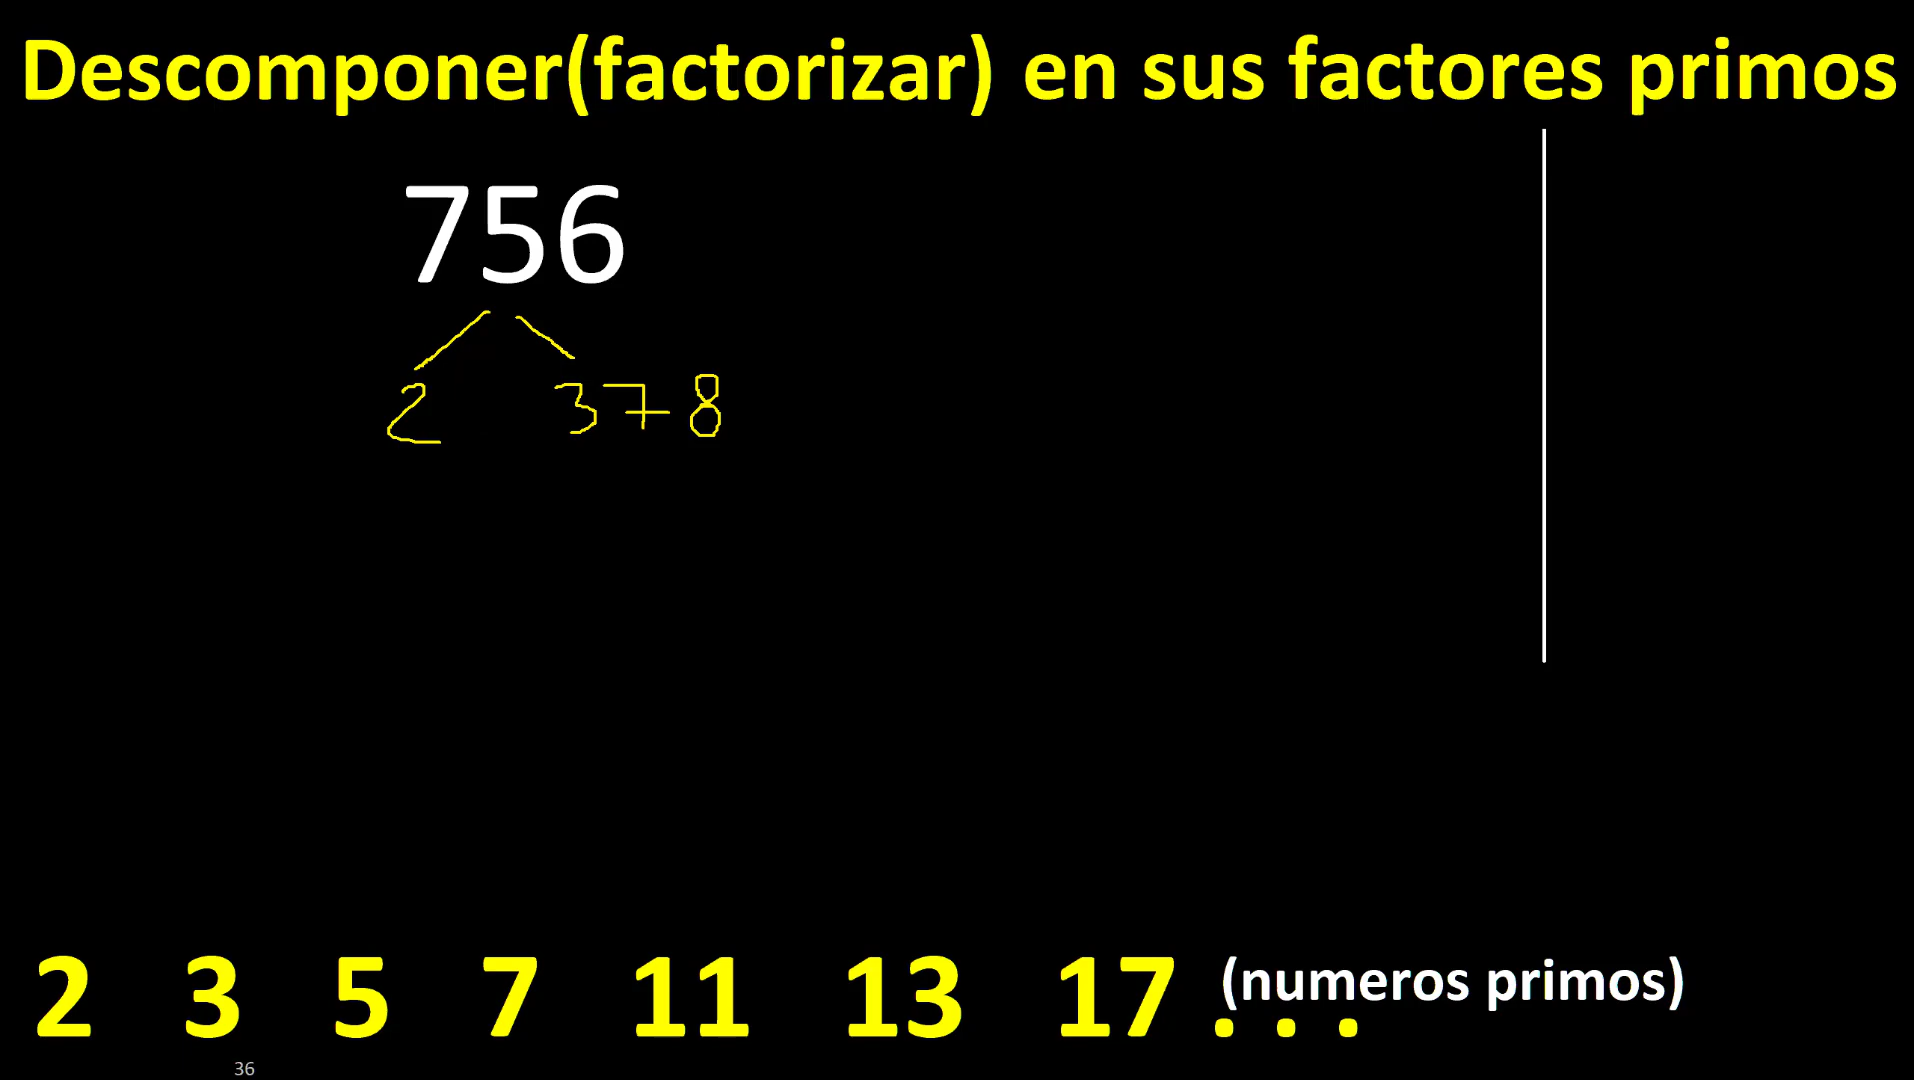 Descomponer(factorizar) en sus factores primos
756
2 378
2 3 5 7 11 13 17 . . . (numeros primos)
36